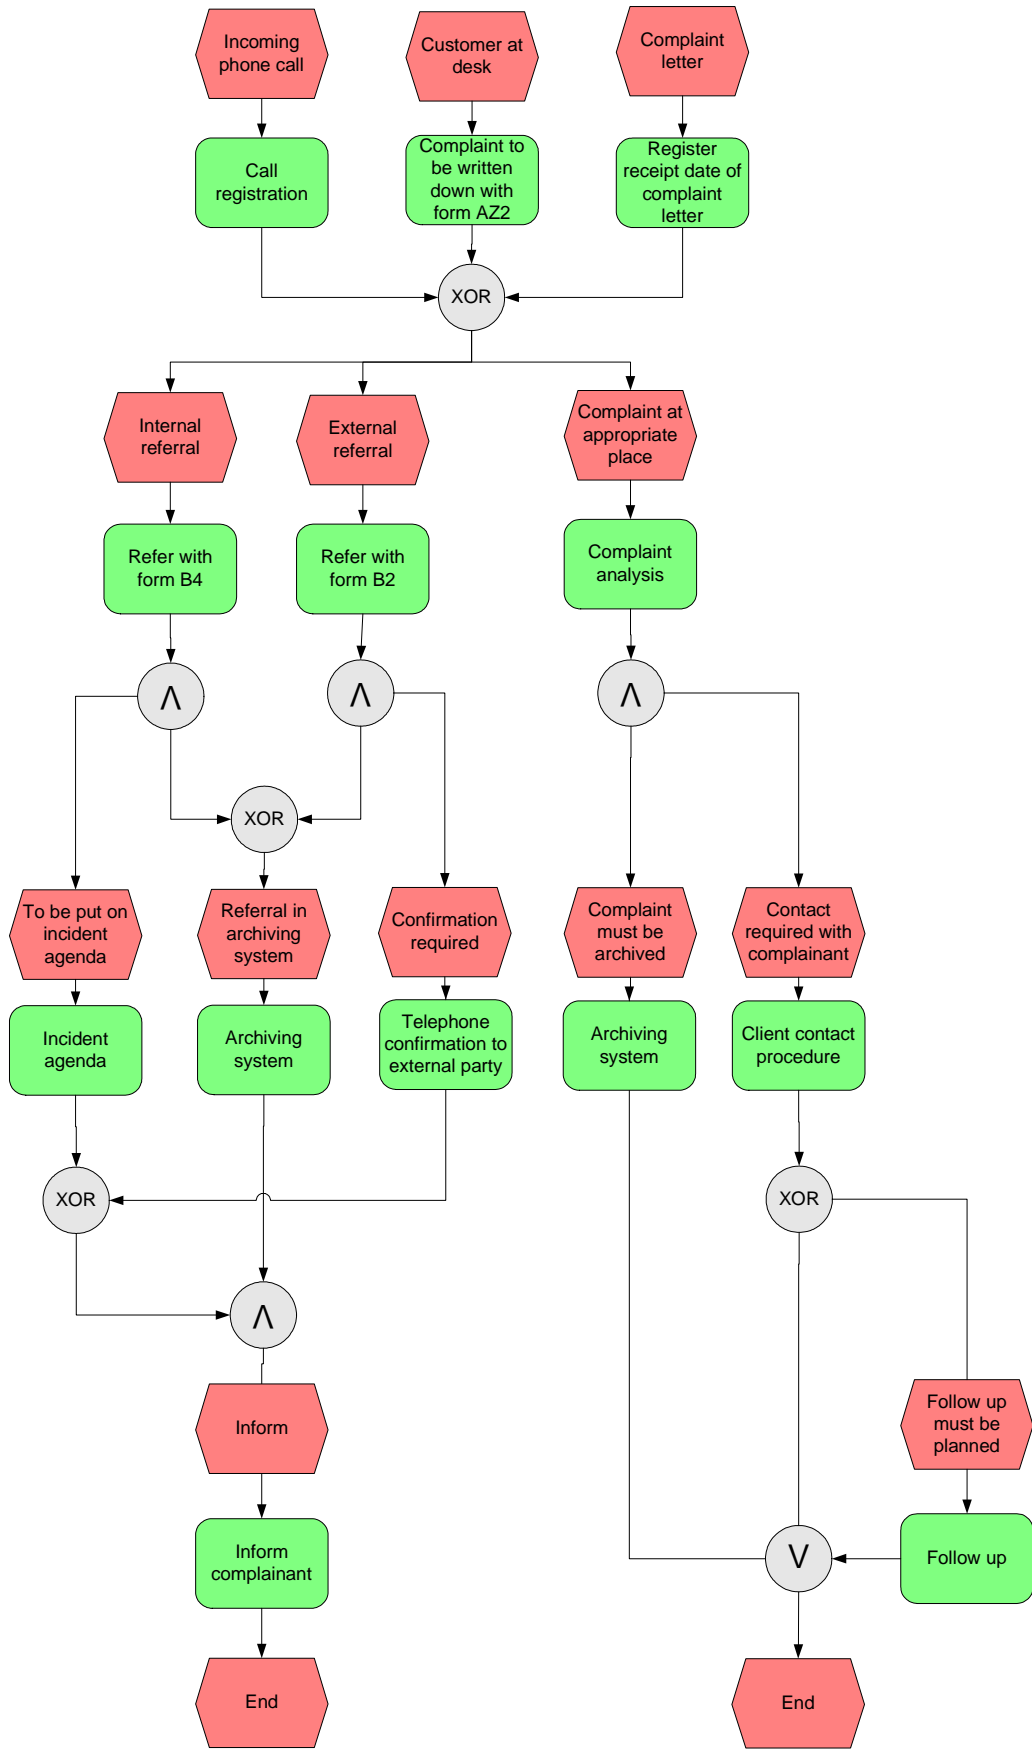 Incoming
phone call
Customer at
desk
Complaint
letter
Call
registration
Complaint to
be written
down with
form AZ2
Register
receipt date of
complaint
letter
XOR
Internal
referral
External
referral
Complaint at
appropriate
place
Refer with
form B4
Refer with
form B2
Complaint
analysis
Λ
Λ
Λ
XOR
To be put on
incident
agenda
Referral in
archiving
system
Confirmation
required
Complaint
must be
archived
Contact
required with
complainant
Incident
agenda
Archiving
system
Telephone
confirmation to
external party
Archiving
system
Client contact
procedure
XOR
XOR
Λ
Inform
Follow up
must be
planned
Inform
complainant
V
Follow up
End
End